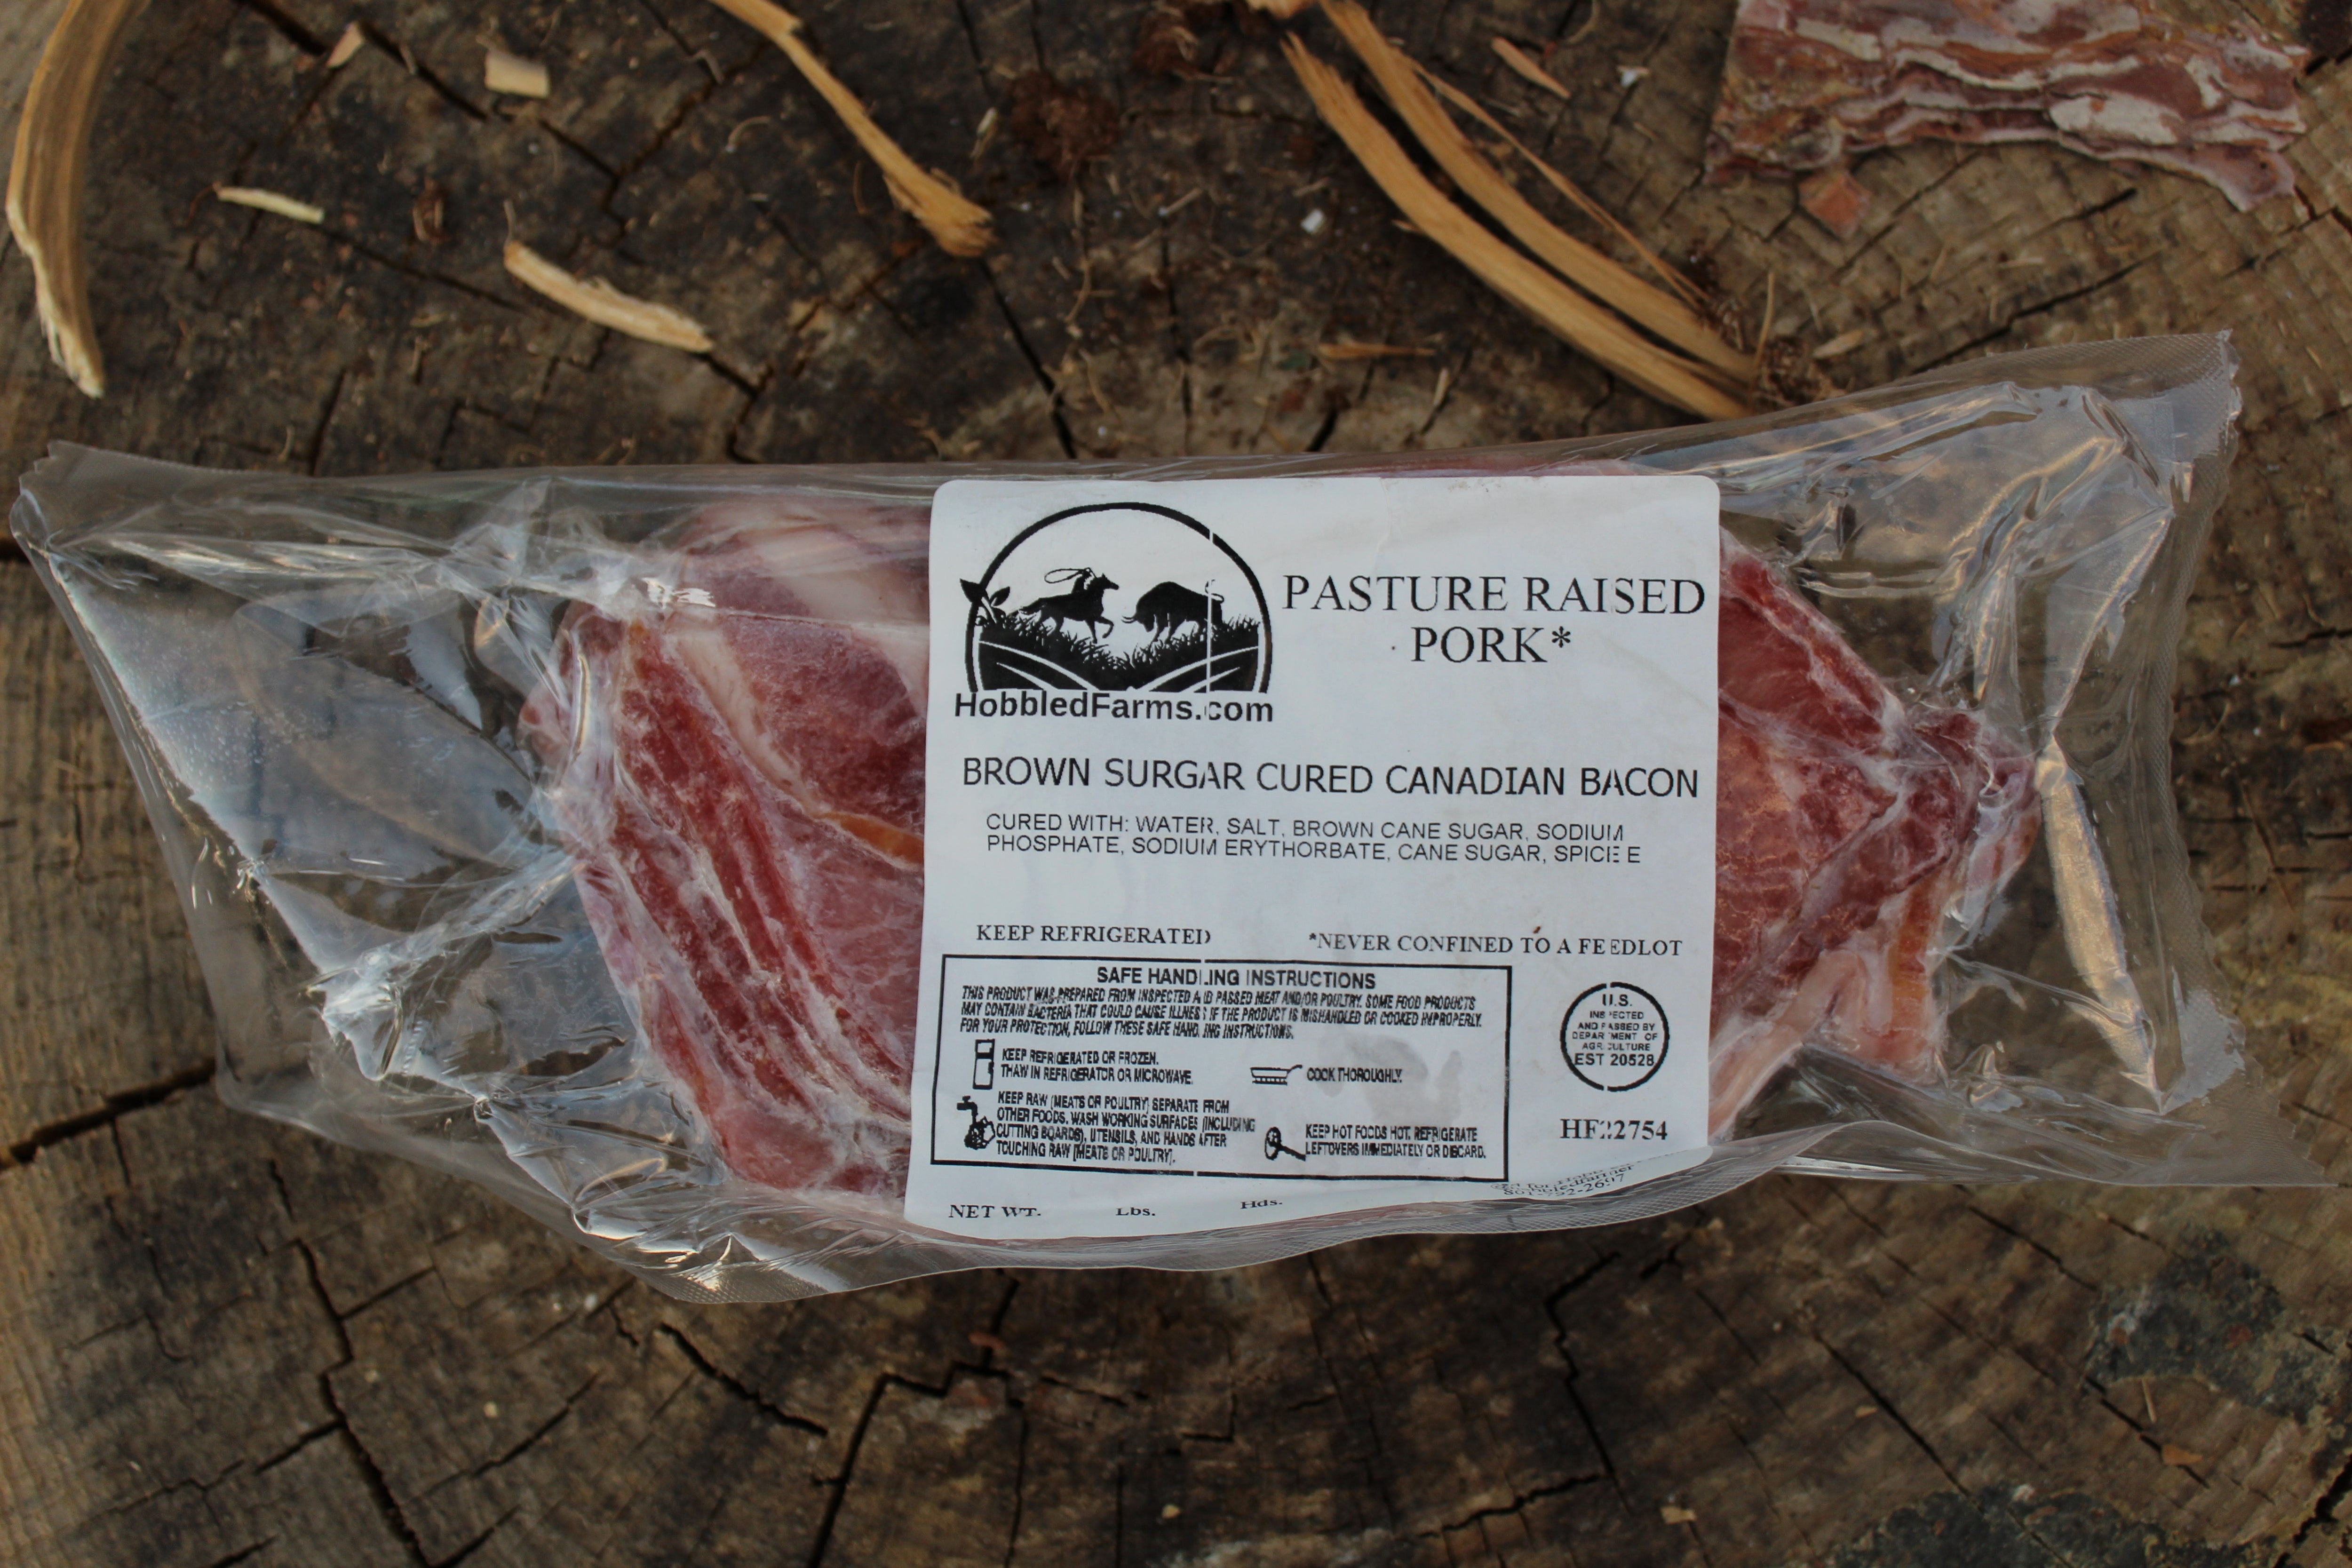 PASTURE RAISED
PORK*
HobbledFarms.com
BROWN SURGAR CURED CANADIAN BACON
CURED WITH: WATER, SALT, BROWN CANE SUGAR, SODIUM
PHOSPHATE, SODIUM ERYTHORBATE, CANE SUGAR, SPICE E
KEEP REFRIGERATED
*NEVER CONFINED TO A FEEDLOT
SAFE HANDLING INSTRUCTIONS
THIS PRODUCT WAS PREPARED FROM INSPECTED AND PASSED MEAT AND/OR POULTRY. SOME FOOD PRODUCTS
MAY CONTAIN BACTERIA THAT COULD CAUSE ILLNESS IF THE PRODUCT IS MISHANDLED OR COOKED IMPROPERLY.
FOR YOUR PROTECTION, FOLLOW THESE SAFE HANDLING INSTRUCTIONS.
KEEP REFRIGERATED OR FROZEN.
THAW IN REFRIGERATOR OR MICROWAVE.
COOK THOROUGHLY.
KEEP RAW (MEATS OR POULTRY) SEPARATE FROM
OTHER FOODS. WASH WORKING SURFACES (INCLUDING
CUTTING BOARDS), UTENSILS, AND HANDS AFTER
TOUCHING RAW (MEATS OR POULTRY).
KEEP HOT FOODS HOT. REFRIGERATE
LEFTOVERS IMMEDIATELY OR DISCARD.
U.S.
INSPECTED
AND PASSED BY
DEPARTMENT OF
AGRICULTURE
EST 20528
HF22754
NET WT. Lbs. Hds.